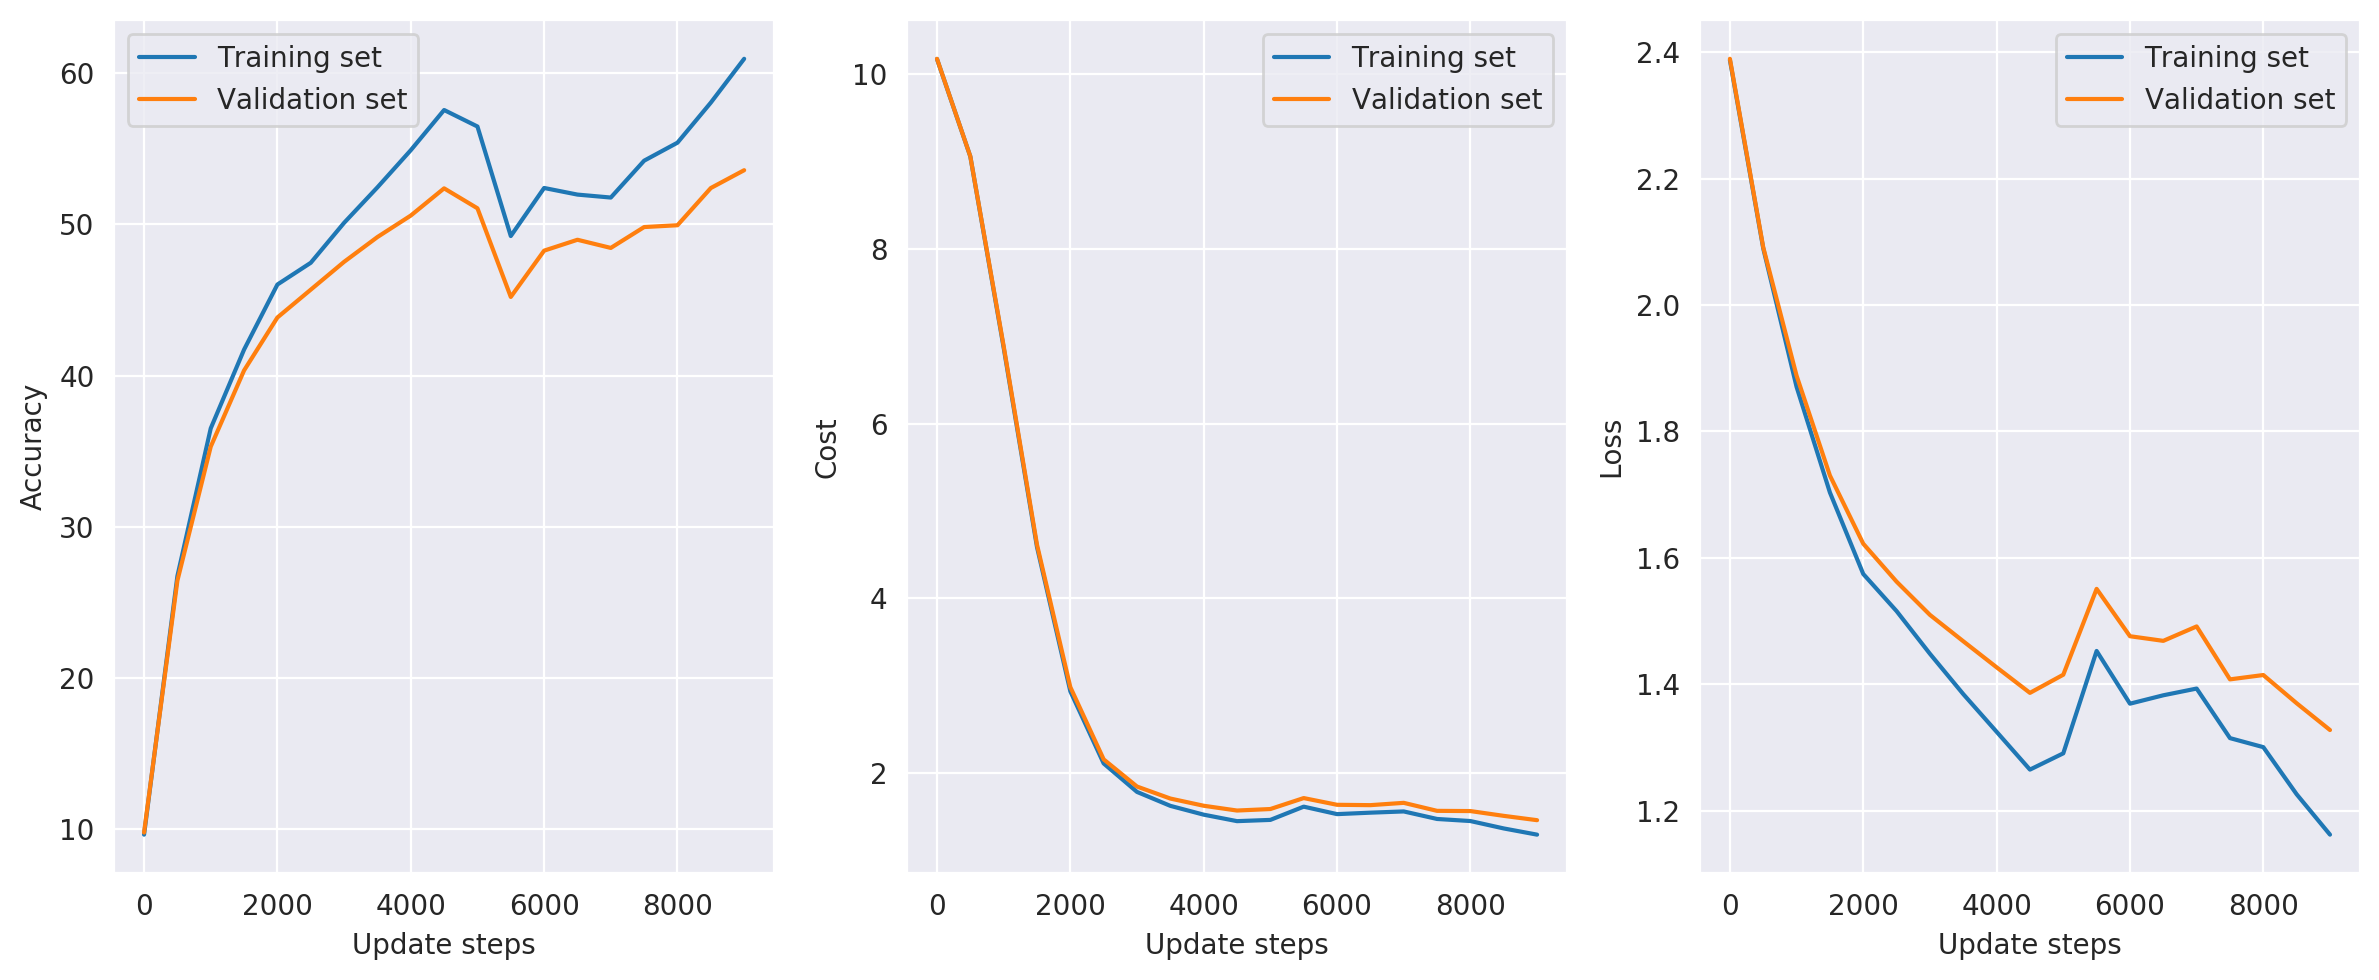 Training set
Validation set
60
50
40
30
20
10
Accuracy
0 2000 4000 6000 8000
Update steps
Training set
Validation set
10
8
6
4
2
Cost
0 2000 4000 6000 8000
Update steps
Training set
Validation set
2.4
2.2
2.0
1.8
1.6
1.4
1.2
Loss
0 2000 4000 6000 8000
Update steps